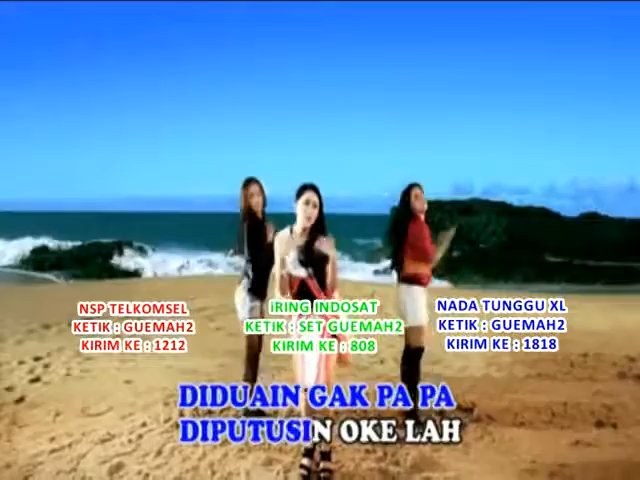 NSP TELKOMSEL
KETIK : GUEMAH2
KIRIM KE : 1212
iRING INDOSAT
KETIK : SET GUEMAH2
KIRIM KE : 808
NADA TUNGGU XL
KETIK : GUEMAH2
KIRIM KE : 1818
DIDUAIN GAK PA PA
DIPUTUSIN OKE LAH